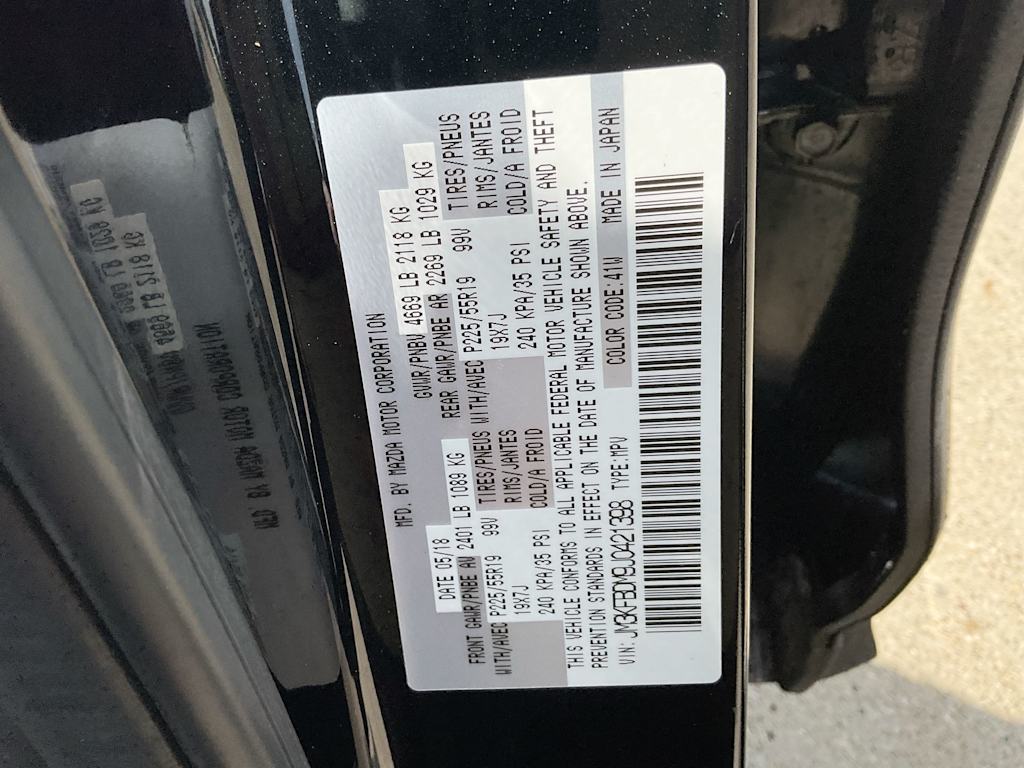 MFD. BY MAZDA MOTOR CORPORATION
DATE 05/18 GVWR/PNBV 4669 LB 2118 KG
FRONT GAWR/PNBE AV 2401 LB 1089 KG REAR GAWR/PNBE AR 2269 LB 1029 KG
WITH/AVEC P225/55R19 99V TIRES/PNEUS WITH/AVEC P225/55R19 99V TIRES/PNEUS
19X7J RIMS/JANTES 19X7J RIMS/JANTES
240 KPA/35 PSI COLD/A FROID 240 KPA/35 PSI COLD/A FROID
THIS VEHICLE CONFORMS TO ALL APPLICABLE FEDERAL MOTOR VEHICLE SAFETY AND THEFT
PREVENTION STANDARDS IN EFFECT ON THE DATE OF MANUFACTURE SHOWN ABOVE.
VIN: JM3KFBDM9J0421398 TYPE:MPV COLOR CODE:41W MADE IN JAPAN